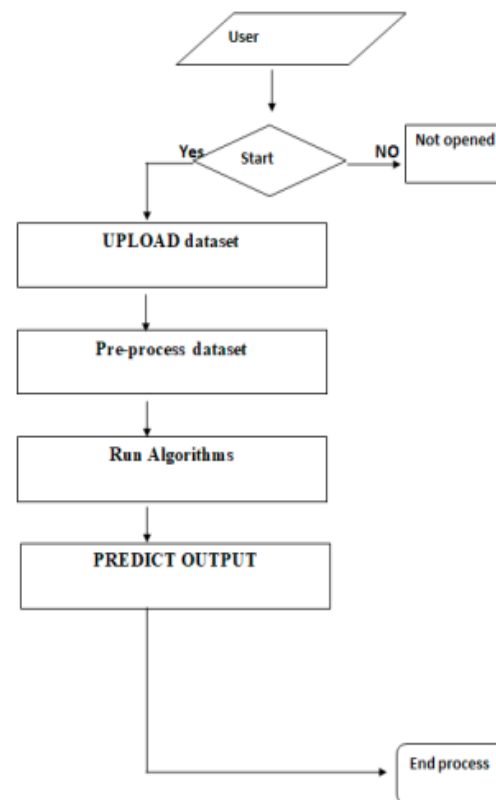 User
Yes
Start
NO
Not opened
UPLOAD dataset
Pre-process dataset
Run Algorithms
PREDICT OUTPUT
End process